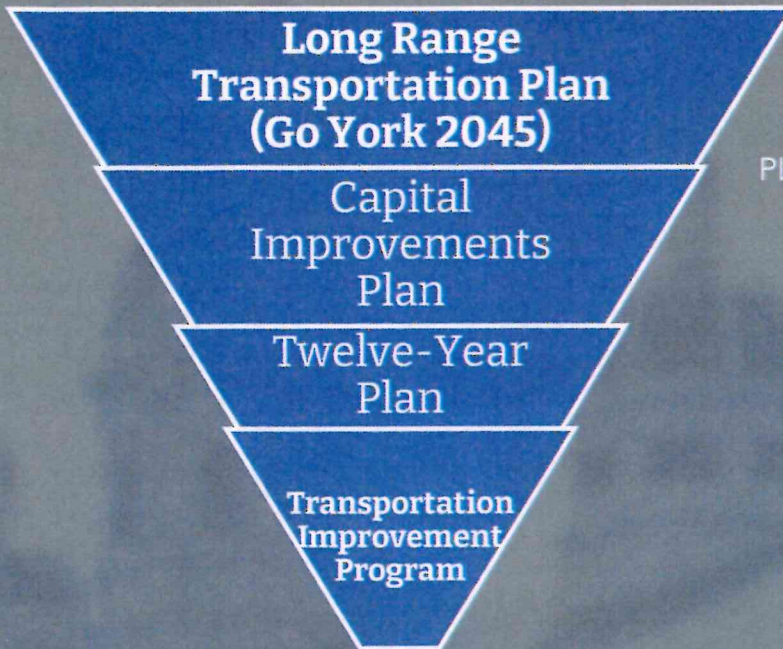 Long Range
Transportation Plan
(Go York 2045)
Capital
Improvements
Plan
Twelve-Year
Plan
Transportation
Improvement
Program